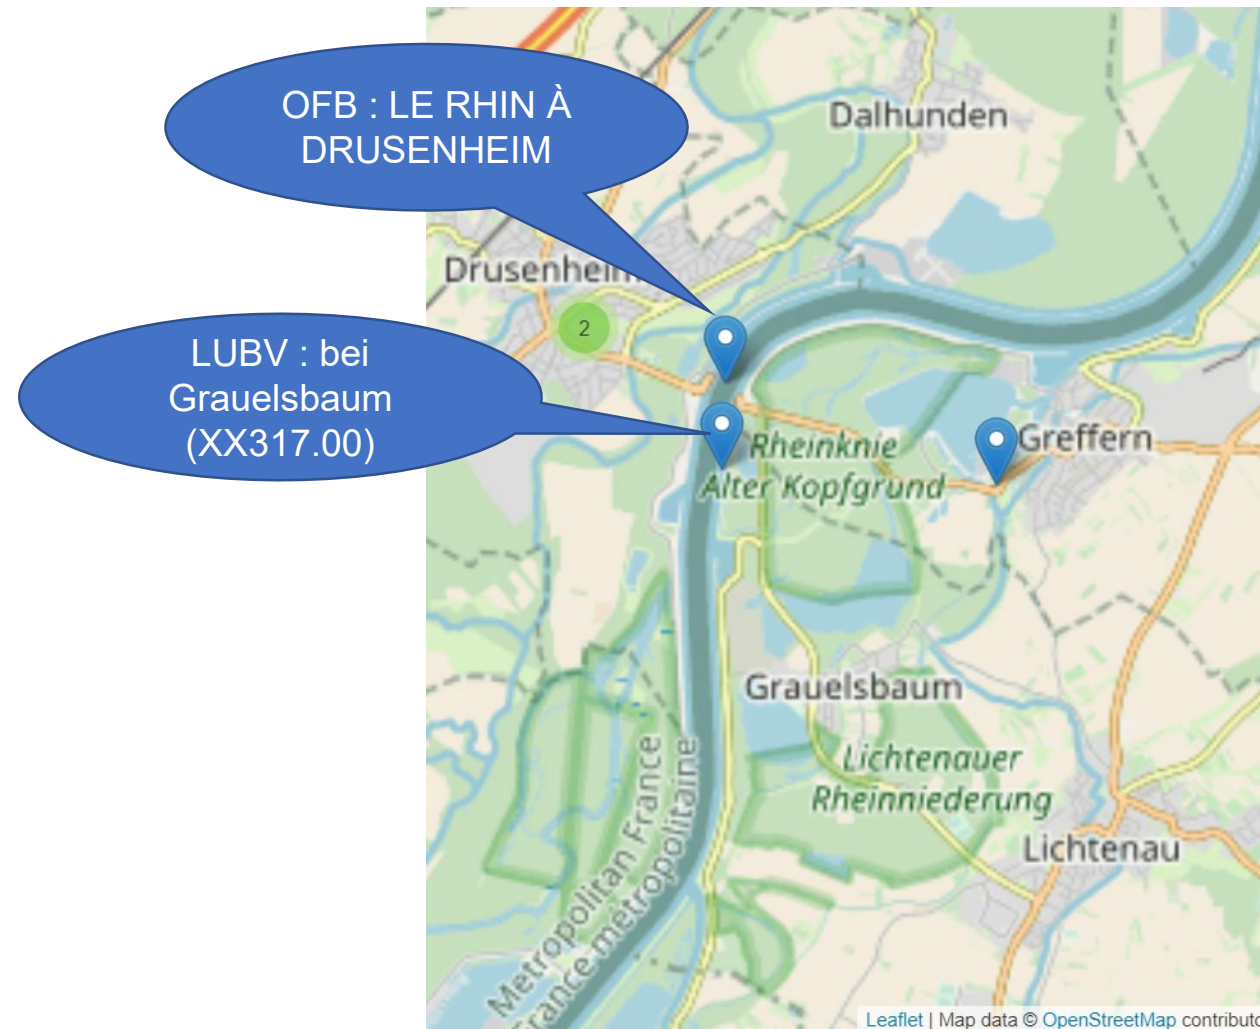 OFB : LE RHIN À
DRUSENHEIM
Dalhunden
Drusenheim
2
LUBV : bei
Grauelsbaum
(XX317.00)
Rheinknie
Alter Kopfgrund
Greffern
Grauelsbaum
Lichtenauer
Rheinniederung
Lichtenau
Metropolitan France
France métropolitaine
Leaflet | Map data © OpenStreetMap contributo